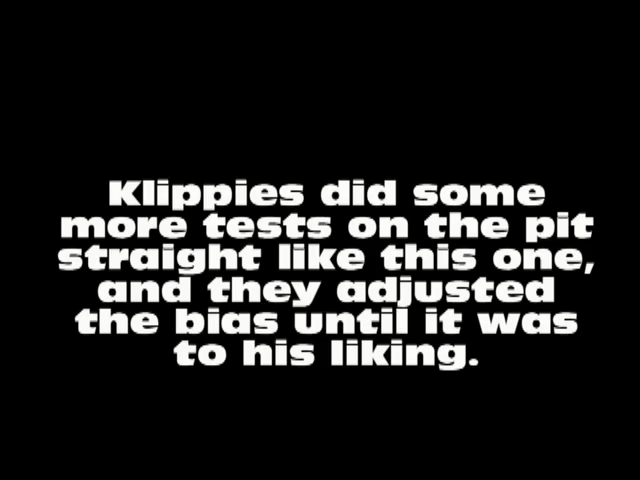 Klippies did some
more tests on the pit
straight like this one,
and they adjusted
the bias until it was
to his liking.